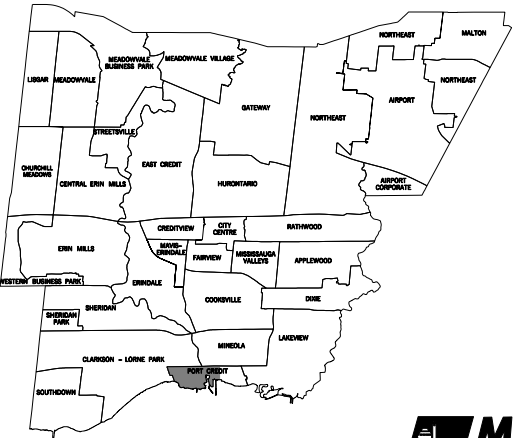 NORTHEAST
MALTON
MEADOWVALE
BUSINESS PARK
MEADOWVALE VILLAGE
LISGAR
MEADOWVALE
NORTHEAST
AIRPORT
GATEWAY
NORTHEAST
STREETSVILLE
EAST CREDIT
CHURCHILL
MEADOWS
CENTRAL ERIN MILLS
HURONTARIO
AIRPORT
CORPORATE
CREDITVIEW
CITY
CENTRE
RATHWOOD
ERIN MILLS
MAVIS-
ERINDALE
FAIRVIEW
MISSISSAUGA
VALLEYS
APPLEWOOD
WESTERN BUSINESS PARK
ERINDALE
COOKSVILLE
DIXIE
SHERIDAN
SHERIDAN
PARK
LAKEVIEW
MINEOLA
CLARKSON - LORNE PARK
PORT CREDIT
SOUTHDOWN
M